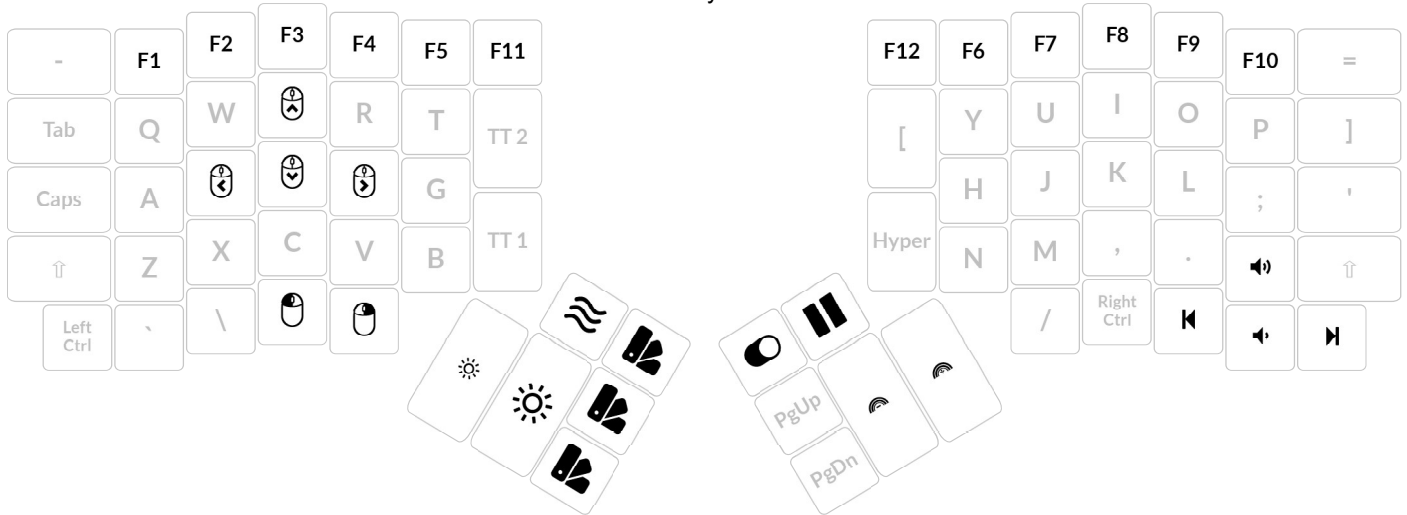 - F1 F2 F3 F4 F5 F11 F12 F6 F7 F8 F9 F10 =
Tab Q W R T TT 2 [ Y U I O P ]
Caps A G H J K L ; '
⇧ Z X C V B TT 1 Hyper N M , . ⇧
Left
Ctrl
` \ / Right
Ctrl
PgUp
PgDn